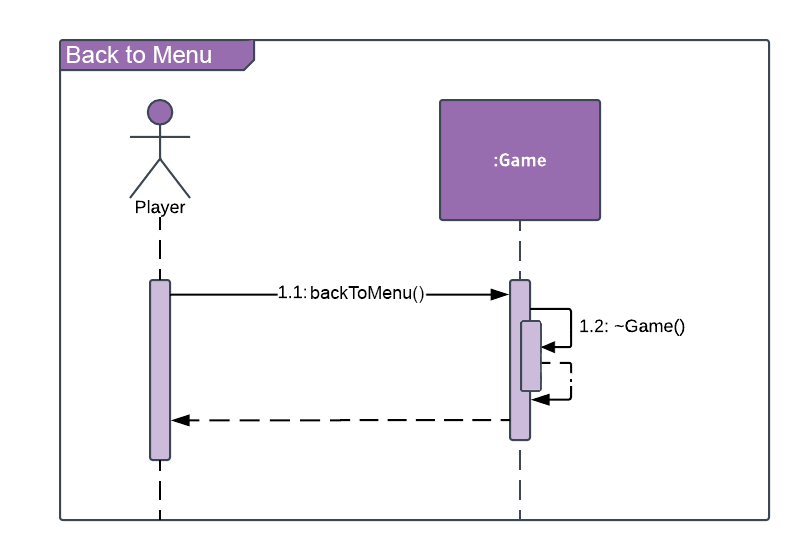 Back to Menu
:Game
Player
1.1: backToMenu()
1.2: ~Game()